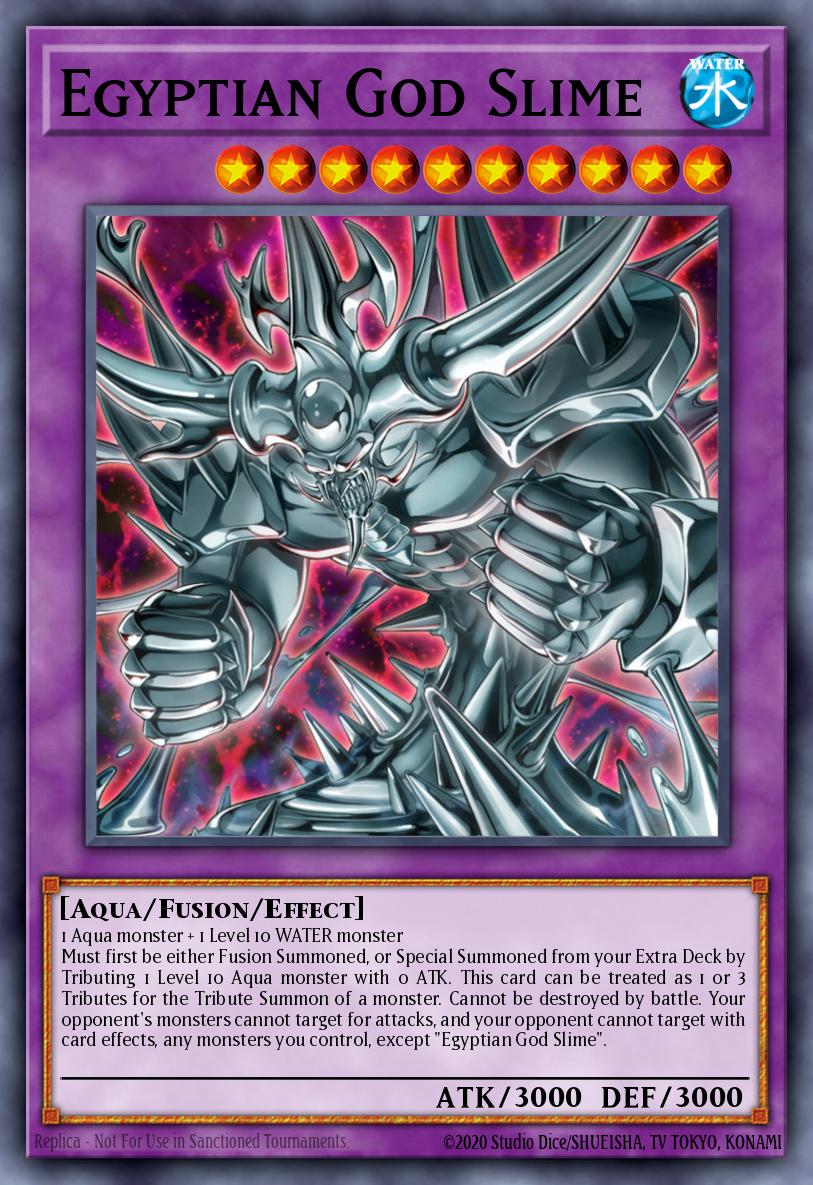 Egyptian God Slime
WATER
水
[Aqua/Fusion/Effect]
1 Aqua monster + 1 Level 10 WATER monster
Must first be either Fusion Summoned, or Special Summoned from your Extra Deck by
Tributing 1 Level 10 Aqua monster with 0 ATK. This card can be treated as 1 or 3
Tributes for the Tribute Summon of a monster. Cannot be destroyed by battle. Your
opponent's monsters cannot target for attacks, and your opponent cannot target with
card effects, any monsters you control, except "Egyptian God Slime".
ATK/3000 DEF/3000
Replica - Not For Use in Sanctioned Tournaments.
©2020 Studio Dice/SHUEISHA, TV TOKYO, KONAMI